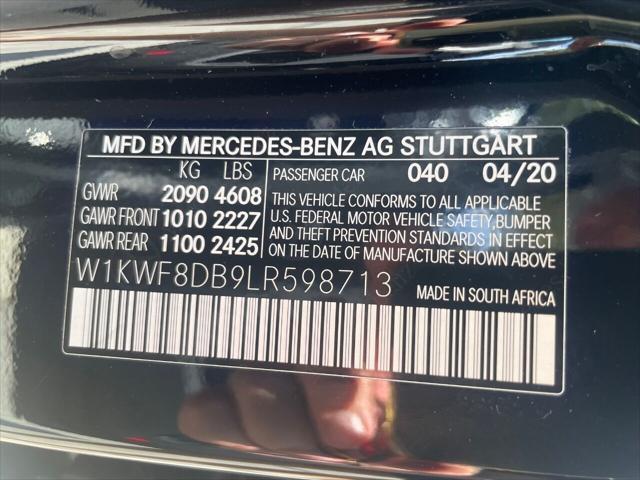 MFD BY MERCEDES-BENZ AG STUTTGART
KG LBS
GVWR 2090 4608
GAWR FRONT 1010 2227
GAWR REAR 1100 2425
PASSENGER CAR 040 04/20
THIS VEHICLE CONFORMS TO ALL APPLICABLE
U.S. FEDERAL MOTOR VEHICLE SAFETY,BUMPER
AND THEFT PREVENTION STANDARDS IN EFFECT
ON THE DATE OF MANUFACTURE SHOWN ABOVE.
W1KWF8DB9LR598713 MADE IN SOUTH AFRICA